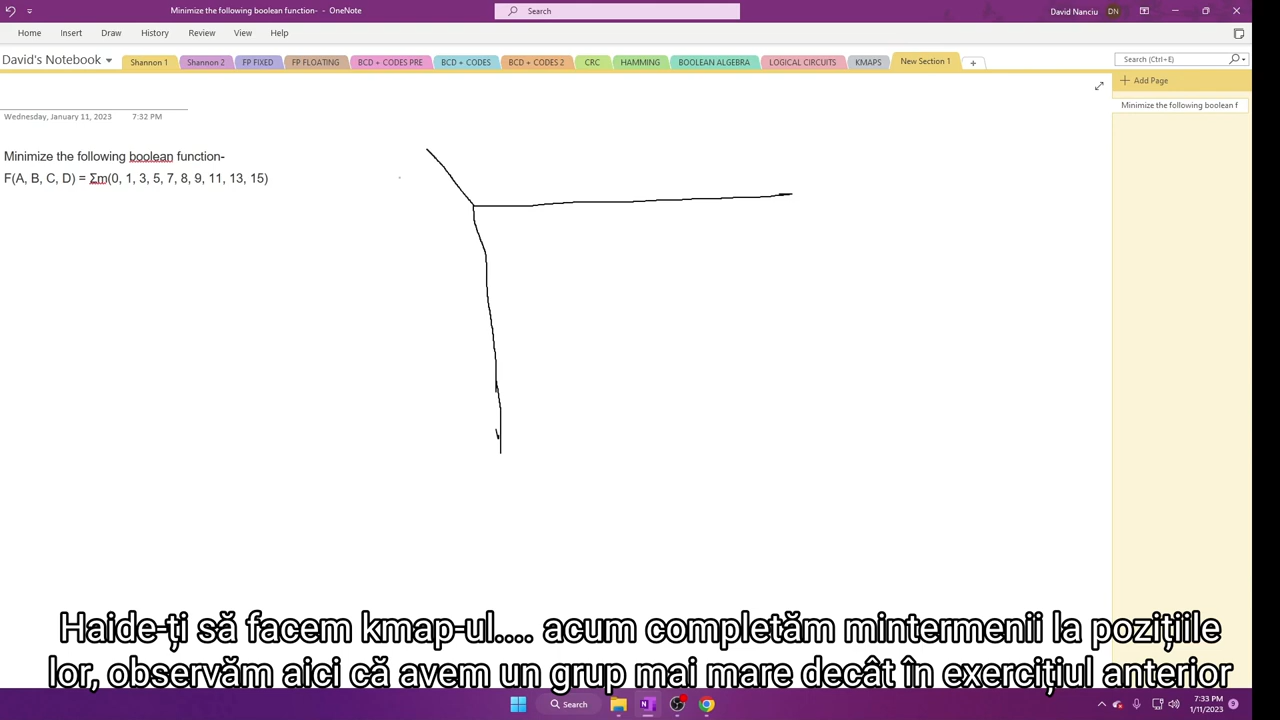 Minimize the following boolean function- - OneNote
Search
David Nanciu DN
Home Insert Draw History Review View Help
David's Notebook Shannon 1 Shannon 2 FP FIXED FP FLOATING BCD + CODES PRE BCD + CODES BCD + CODES 2 CRC HAMMING BOOLEAN ALGEBRA LOGICAL CIRCUITS KMAPS New Section 1 + Search (Ctrl+E)
+ Add Page
Minimize the following boolean f
Wednesday, January 11, 2023 7:32 PM
Minimize the following boolean function-
F(A, B, C, D) = Σm(0, 1, 3, 5, 7, 8, 9, 11, 13, 15)
Haide-ți să facem kmap-ul.... acum completăm mintermenii la pozițiile
lor, observăm aici că avem un grup mai mare decât în exercițiul anterior
Search
7:33 PM
1/11/2023
3